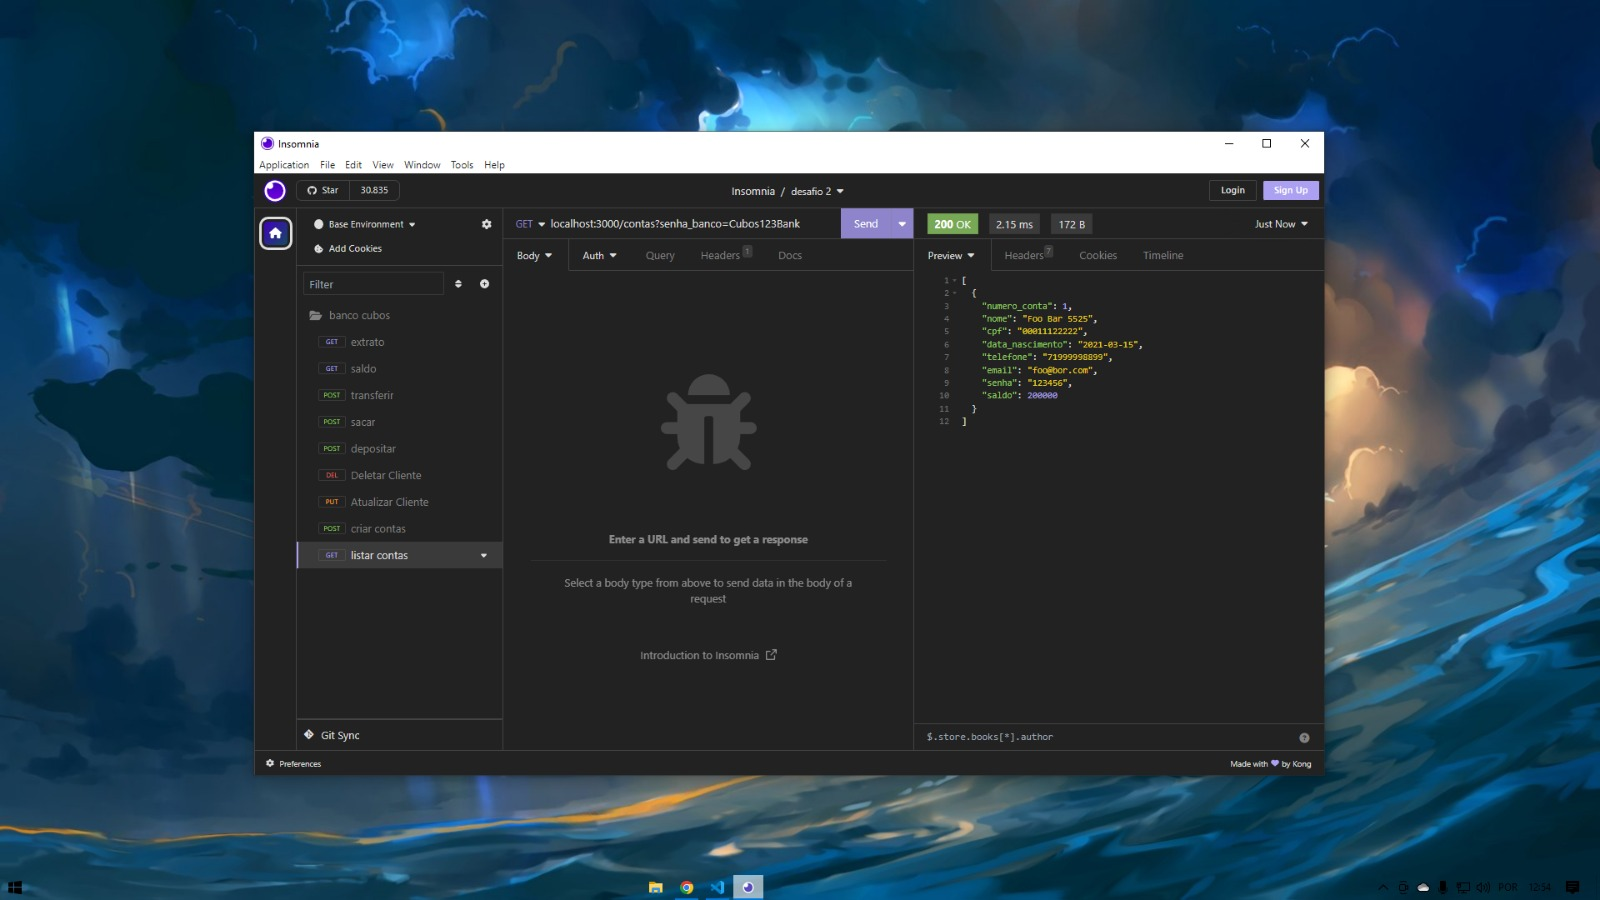 Insomnia
Application File Edit View Window Tools Help
Star 30.835
Insomnia / desafio 2
Login Sign Up
Base Environment
Add Cookies
Filter
banco cubos
GET extrato
GET saldo
POST transferir
POST sacar
POST depositar
DEL Deletar Cliente
PUT Atualizar Cliente
POST criar contas
GET listar contas
Git Sync
Preferences
GET localhost:3000/contas?senha_banco=Cubos123Bank Send
Body Auth Query Headers 1 Docs
Enter a URL and send to get a response
Select a body type from above to send data in the body of a
request
Introduction to Insomnia
200 OK 2.15 ms 172 B Just Now
Preview Headers 7 Cookies Timeline
1 [
2 {
3 "numero_conta": 1,
4 "nome": "Foo Bar 5525",
5 "cpf": "00011122222",
6 "data_nascimento": "2021-03-15",
7 "telefone": "71999998899",
8 "email": "foo@bor.com",
9 "senha": "123456",
10 "saldo": 200000
11 }
12 ]
$.store.books[*].author
Made with by Kong
POR 12:54